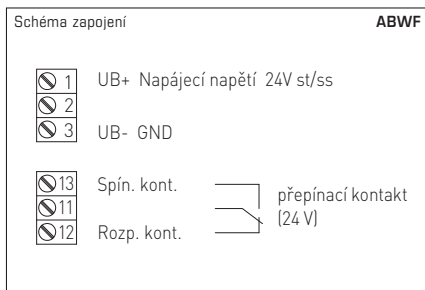 Schéma zapojení ABWF
1 UB+ Napájecí napětí 24V st/ss
2
3 UB- GND
13 Spín. kont.
přepínací kontakt
11
(24 V)
12 Rozp. kont.